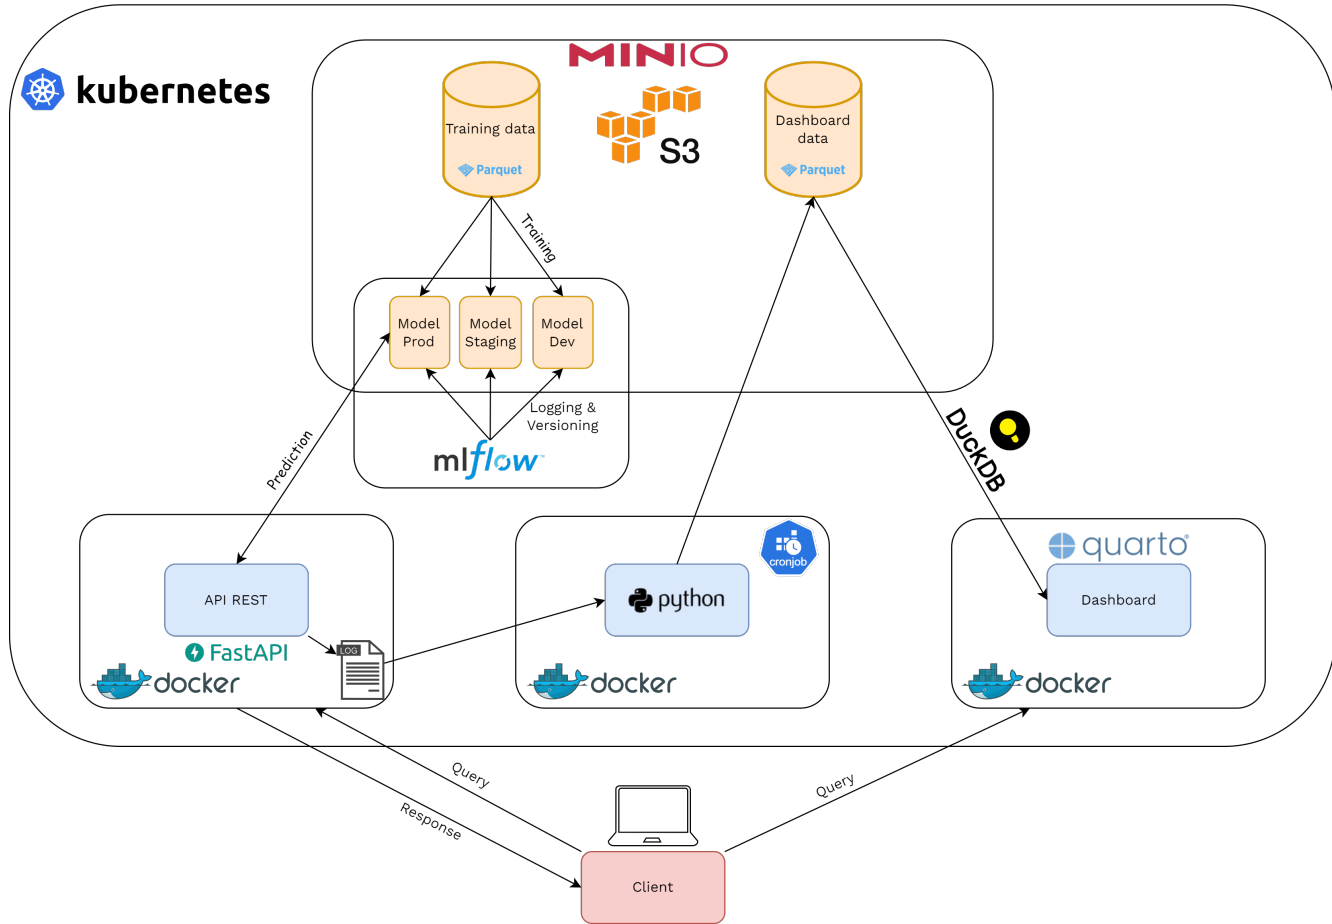 MINIO
kubernetes
S3
Training data
Parquet
Dashboard
data
Parquet
Training
Model
Prod
Model
Staging
Model
Dev
Logging &
Versioning
mlflow™
Prediction
DuckDB
API REST
FastAPI
LOG
docker
cronjob
python
docker
quarto®
Dashboard
docker
Query
Response
Query
Client